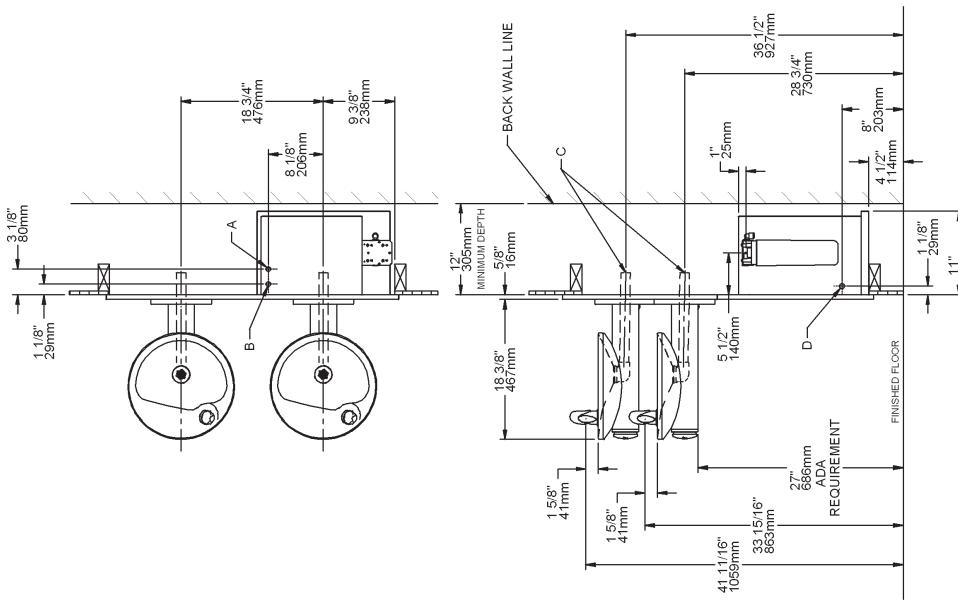 18 3/4"
476mm
9 3/8"
238mm
8 1/8"
206mm
3 1/8"
80mm
A
B
1 1/8"
29mm
BACK WALL LINE
C
36 1/2"
927mm
28 3/4"
730mm
8"
203mm
4 1/2"
114mm
1"
25mm
12"
305mm
MINIMUM DEPTH
5/8"
16mm
1 1/8"
29mm
11"
5 1/2"
140mm
D
18 3/8"
467mm
FINISHED FLOOR
27"
686mm
ADA
REQUIREMENT
1 5/8"
41mm
1 5/8"
41mm
33 15/16"
863mm
41 11/16"
1059mm